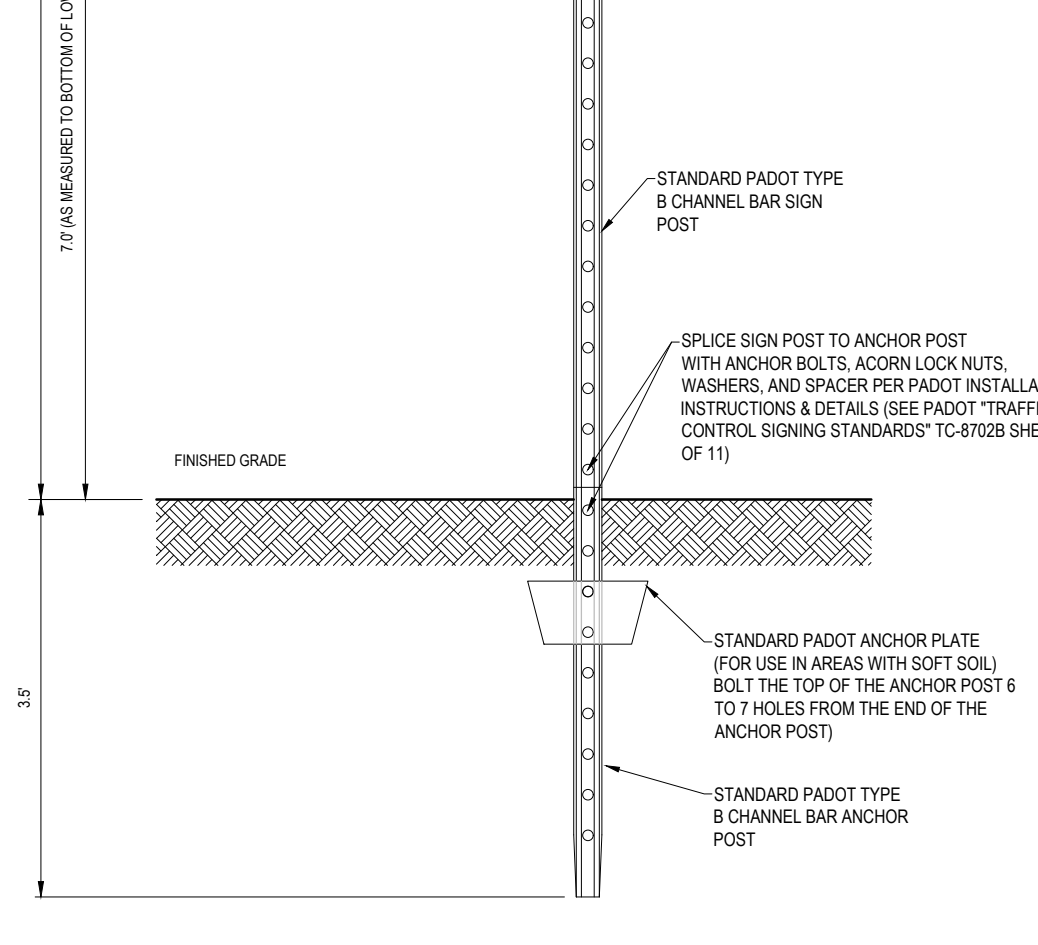 7.0' (AS MEASURED TO BOTTOM OF
STANDARD PADOT TYPE
B CHANNEL BAR SIGN
POST
SPLICE SIGN POST TO ANCHOR POST
WITH ANCHOR BOLTS, ACORN LOCK NUTS,
WASHERS, AND SPACER PER PADOT
INSTRUCTIONS & DETAILS (SEE PADOT
CONTROL SIGNING STANDARDS" TC-8702B
OF 11)
FINISHED GRADE
3.5'
STANDARD PADOT ANCHOR PLATE
(FOR USE IN AREAS WITH SOFT SOIL)
BOLT THE TOP OF THE ANCHOR POST 6
TO 7 HOLES FROM THE END OF THE
ANCHOR POST)
STANDARD PADOT TYPE
B CHANNEL BAR ANCHOR
POST